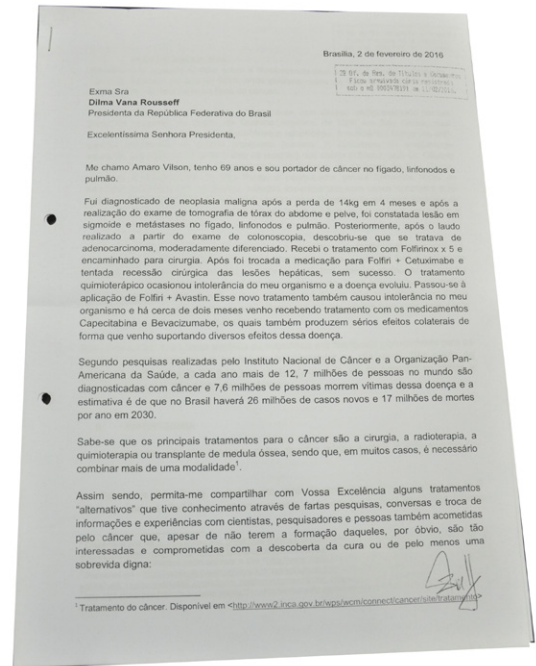 Brasília, 2 de fevereiro de 2016
Exma Sra
Dilma Vana Rousseff
Presidenta da República Federativa do Brasil
Excelentíssima Senhora Presidenta,
Me chamo Amaro Vilson, tenho 69 anos e sou portador de câncer no fígado, linfonodos e
pulmão.
Fui diagnosticado de neoplasia maligna após a perda de 14kg em 4 meses e após a
realização do exame de tomografia de tórax do abdome e pelve, foi constatada lesão em
sigmoide e metástases no fígado, linfonodos e pulmão. Posteriormente, após o laudo
realizado a partir do exame de colonoscopia, descobriu-se que se tratava de
adenocarcinoma, moderadamente diferenciado. Recebi o tratamento com Folfirinox x 5 e
encaminhado para cirurgia. Após foi trocada a medicação para Folfiri + Cetuximabe e
tentada recessão cirúrgica das lesões hepáticas, sem sucesso. O tratamento
quimioterápico ocasionou intolerância do meu organismo e a doença evoluiu. Passou-se à
aplicação de Folfiri + Avastin. Esse novo tratamento também causou intolerância no meu
organismo e há cerca de dois meses venho recebendo tratamento com os medicamentos
Capecitabina e Bevacizumabe, os quais também produzem sérios efeitos colaterais de
forma que venho suportando diversos efeitos dessa doença.
Segundo pesquisas realizadas pelo Instituto Nacional de Câncer e a Organização Pan-
Americana da Saúde, a cada ano mais de 12, 7 milhões de pessoas no mundo são
diagnosticadas com câncer e 7,6 milhões de pessoas morrem vítimas dessa doença e a
estimativa é de que no Brasil haverá 26 milhões de casos novos e 17 milhões de mortes
por ano em 2030.
Sabe-se que os principais tratamentos para o câncer são a cirurgia, a radioterapia, a
quimioterapia ou transplante de medula óssea, sendo que, em muitos casos, é necessário
combinar mais de uma modalidade¹.
Assim sendo, permita-me compartilhar com Vossa Excelência alguns tratamentos
"alternativos" que tive conhecimento através de fartas pesquisas, conversas e troca de
informações e experiências com cientistas, pesquisadores e pessoas também acometidas
pelo câncer que, apesar de não terem a formação daqueles, por óbvio, são tão
interessadas e comprometidas com a descoberta da cura ou de pelo menos uma
sobrevida digna:
¹ Tratamento do câncer. Disponível em <http://www2.inca.gov.br/wps/wcm/connect/cancer/site/tratamento>